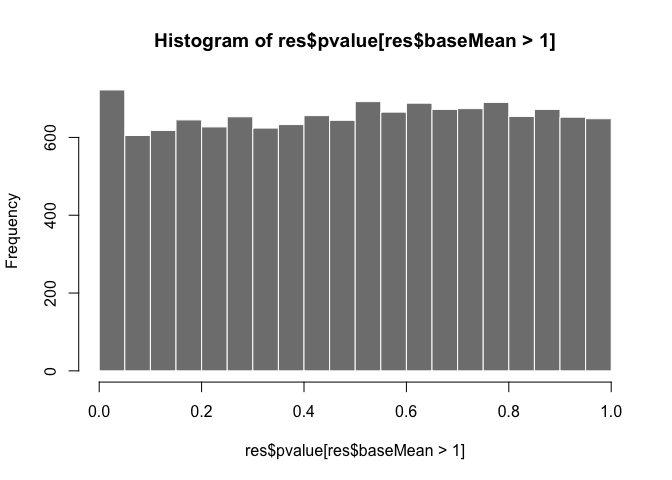 Histogram of res$pvalue[res$baseMean > 1]
Frequency
600
400
200
0
0.0 0.2 0.4 0.6 0.8 1.0
res$pvalue[res$baseMean > 1]